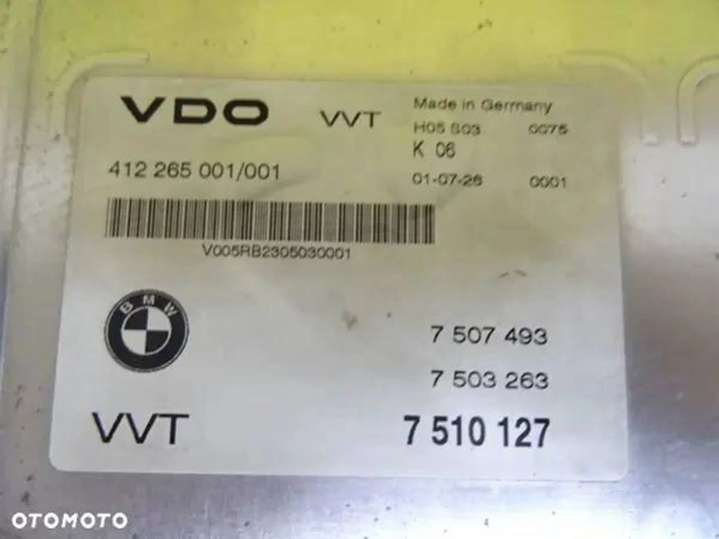 VDO VVT
Made in Germany
H05 S03 0075
K 06
412 265 001/001
01-07-26 0001
V005RB2305030001
BMW
7 507 493
7 503 263
VVT 7 510 127
OTOMOTO